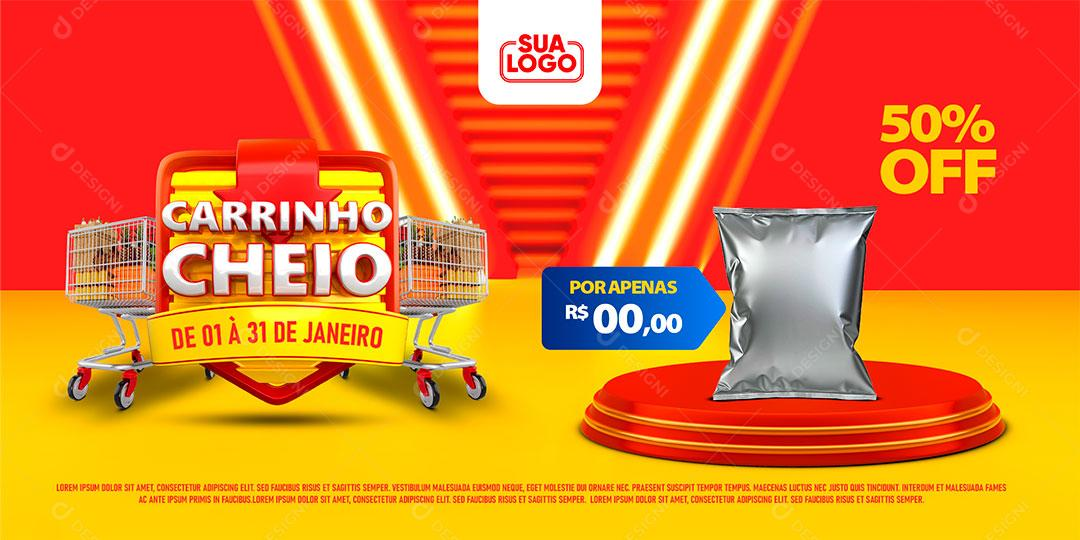 SUA
LOGO
50%
OFF
CARRINHO
CHEIO
DE 01 À 31 DE JANEIRO
POR APENAS
R$ 00,00
LOREM IPSUM DOLOR SIT AMET, CONSECTETUR ADIPISCING ELIT. SED FAUCIBUS RISUS ET SAGITTIS SEMPER. VESTIBULUM MALESUADA EUISMOD NEQUE, EGET MOLESTIE DUI ORNARE NEC. PRAESENT SUSCIPIT TEMPOR TEMPUS. MAECENAS LUCTUS NEC JUSTO QUIS TINCIDUNT. INTERDUM ET MALESUADA FAMES
AC ANTE IPSUM PRIMIS IN FAUCIBUS.LOREM IPSUM DOLOR SIT AMET, CONSECTETUR ADIPISCING ELIT. SED FAUCIBUS RISUS ET SAGITTIS SEMPER. LOREM IPSUM DOLOR SIT AMET, CONSECTETUR ADIPISCING ELIT. SED FAUCIBUS RISUS ET SAGITTIS SEMPER.
DESIGNI